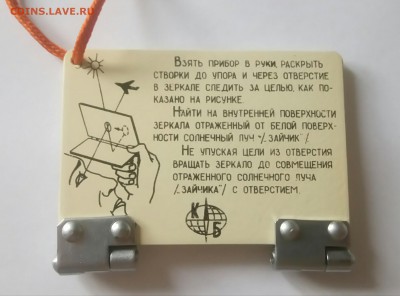 COINS.LAVE.RU
Взять прибор в руки, раскрыть
створки до упора и через отверстие
в зеркале следить за целью, как по-
казано на рисунке.
Найти на внутренней поверхности
зеркала отраженный от белой поверх-
ности солнечный луч "/„зайчик"/
Не упуская цели из отверстия
вращать зеркало до совмещения
отраженного солнечного луча
/„зайчика"/ с отверстием.
К
Б